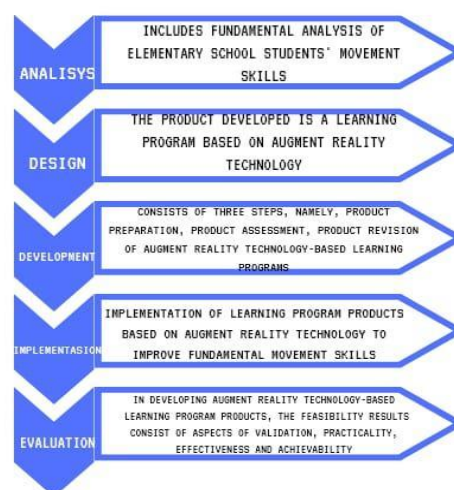 ANALISYS
INCLUDES FUNDAMENTAL ANALYSIS OF
ELEMENTARY SCHOOL STUDENTS' MOVEMENT
SKILLS
DESIGN
THE PRODUCT DEVELOPED IS A LEARNING
PROGRAM BASED ON AUGMENT REALITY
TECHNOLOGY
DEVELOPMENT
CONSISTS OF THREE STEPS, NAMELY, PRODUCT
PREPARATION, PRODUCT ASSESSMENT, PRODUCT REVISION
OF AUGMENT REALITY TECHNOLOGY-BASED LEARNING
PROGRAMS
IMPLEMENTASION
IMPLEMENTATION OF LEARNING PROGRAM PRODUCTS
BASED ON AUGMENT REALITY TECHNOLOGY TO
IMPROVE FUNDAMENTAL MOVEMENT SKILLS
EVALUATION
IN DEVELOPING AUGMENT REALITY TECHNOLOGY-BASED
LEARNING PROGRAM PRODUCTS, THE FEASIBILITY RESULTS
CONSIST OF ASPECTS OF VALIDATION, PRACTICALITY,
EFFECTIVENESS AND ACHIEVABILITY